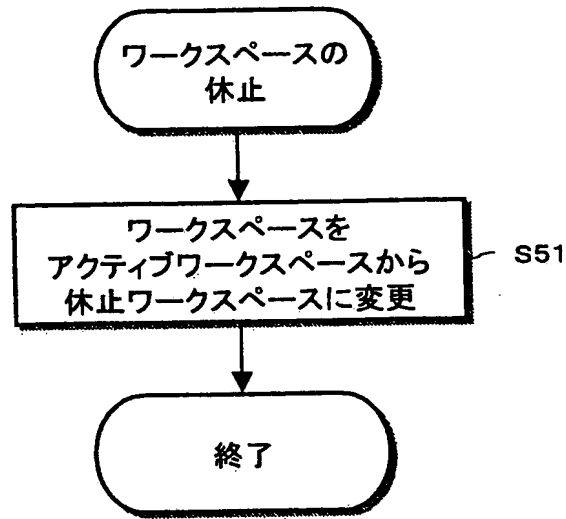 ワークスペースの
休止
ワークスペースを
アクティブワークスペースから
休止ワークスペースに変更
S51
終了